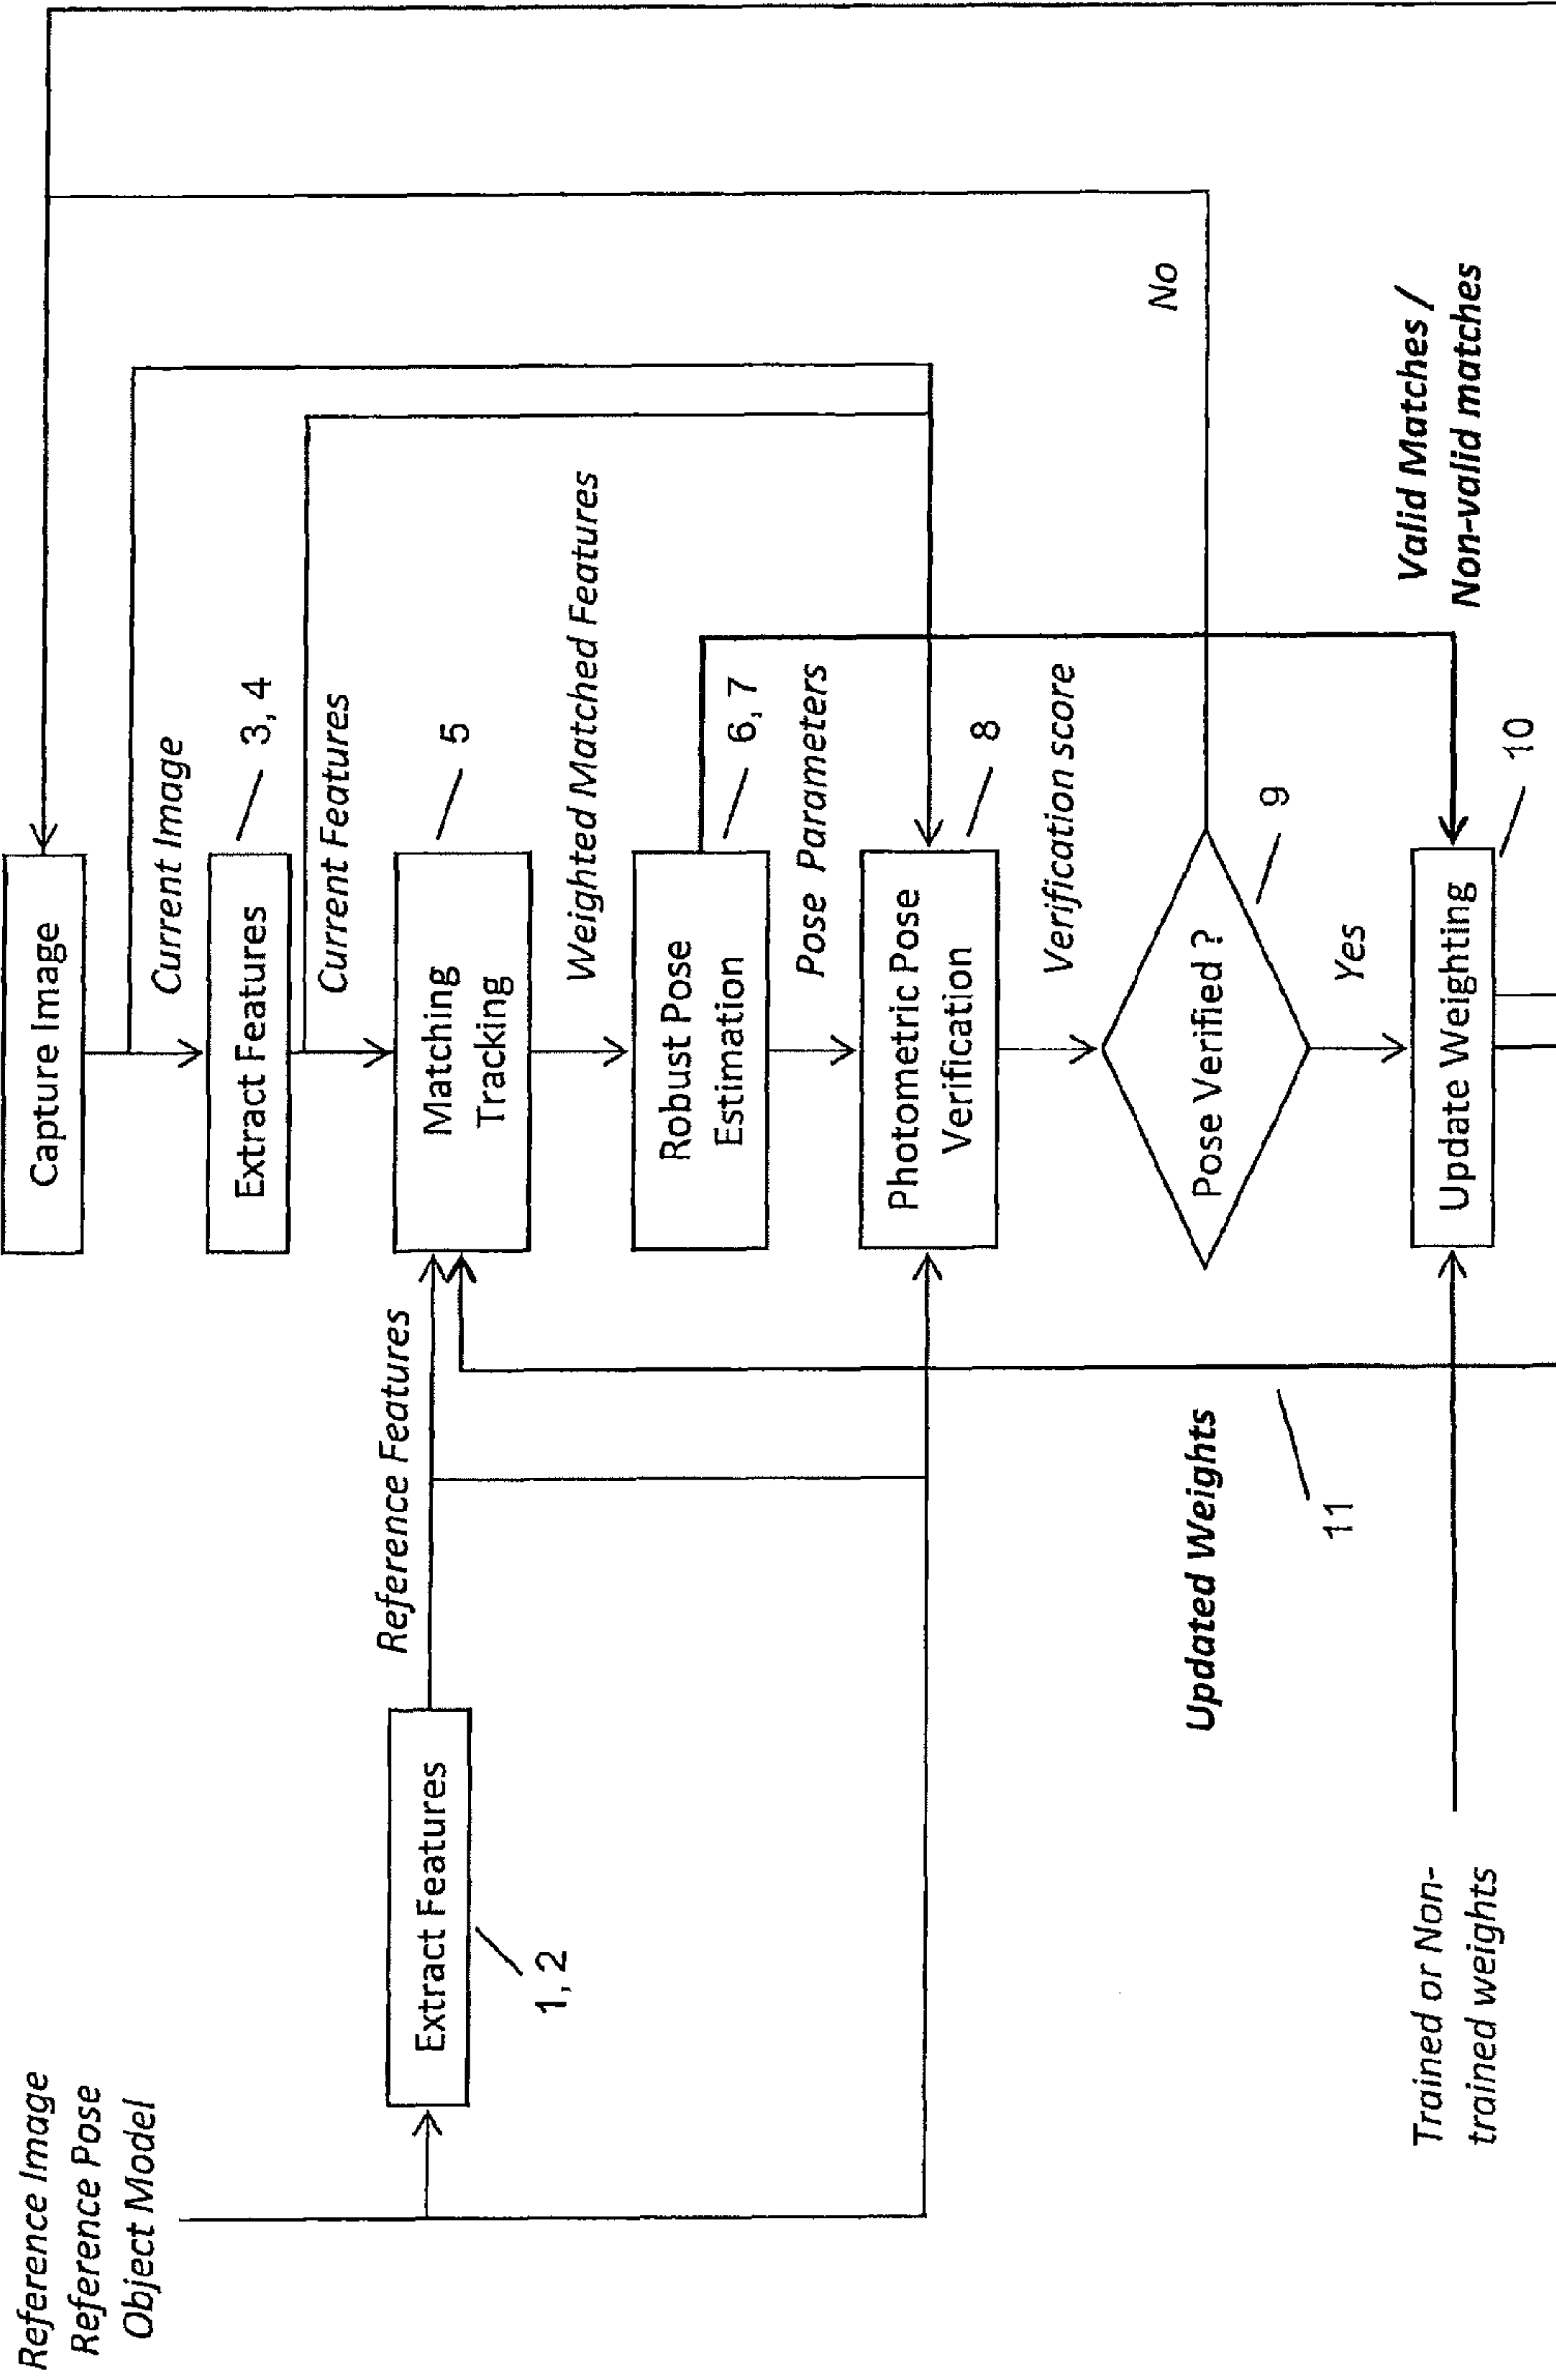 Reference Image
Reference Pose
Object Model
Capture Image
Current Image
Extract Features
3, 4
Current Features
Extract Features
1, 2
Reference Features
Matching
Tracking
5
Weighted Matched Features
Robust Pose
Estimation
6, 7
Pose Parameters
Photometric Pose
Verification
8
Verification score
Pose Verified ?
9
No
Yes
Updated Weights
11
Valid Matches /
Non-valid matches
Trained or Non-
trained weights
Update Weighting
10